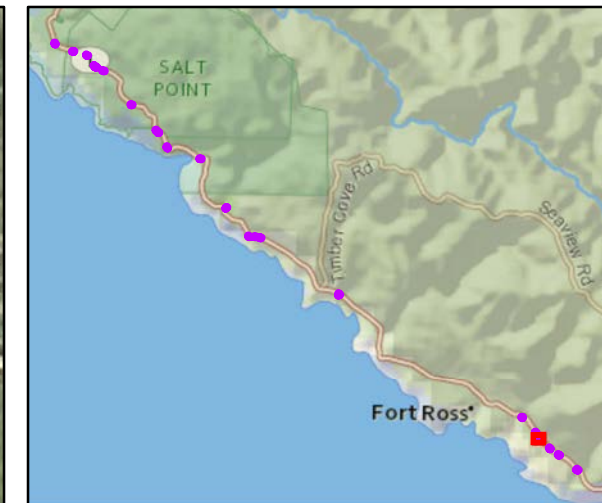 SALT
POINT
Timber Cove Rd
Seaview Rd
Fort Ross